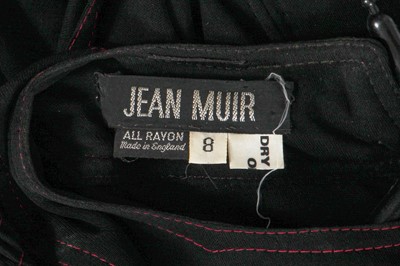 JEAN MUIR
ALL RAYON
Made in England
8
DRY
O